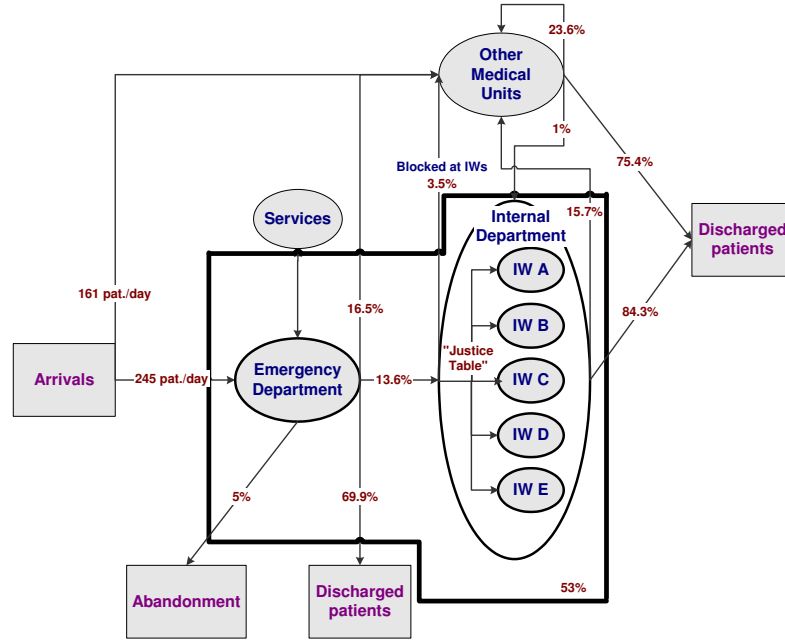 23.6%
Other
Medical
Units
1%
75.4%
Blocked at IWs
3.5%
Services
Internal
Department
15.7%
Discharged
patients
IW A
161 pat./day
16.5%
84.3%
IW B
"Justice
Table"
Arrivals
245 pat./day
Emergency
Department
13.6%
IW C
IW D
5%
69.9%
IW E
Abandonment
Discharged
patients
53%